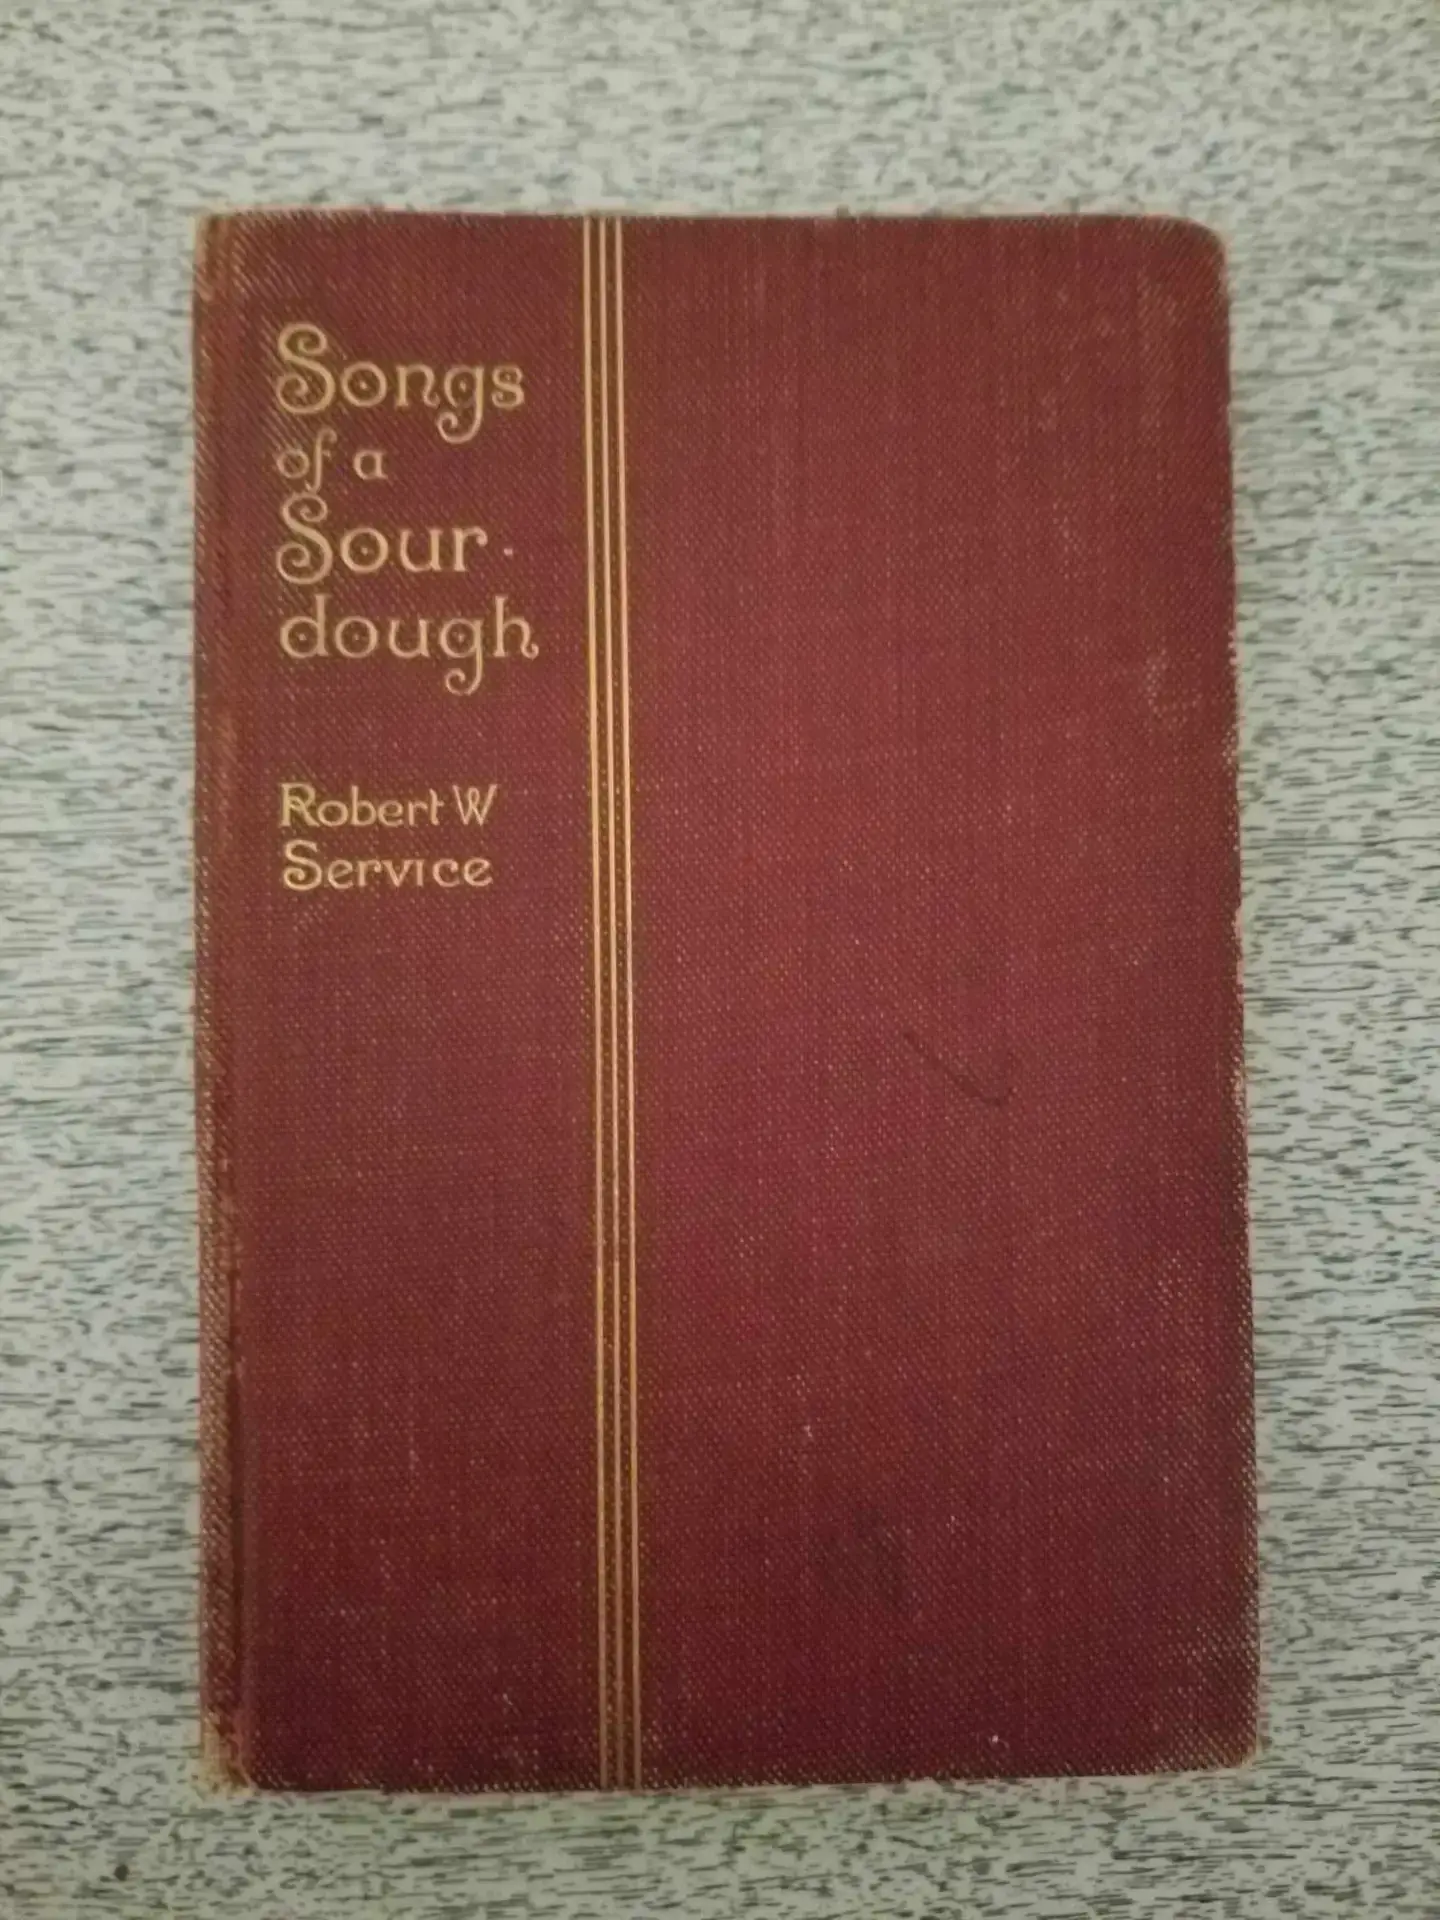 Songs
of a
Sour-
dough
Robert W
Service